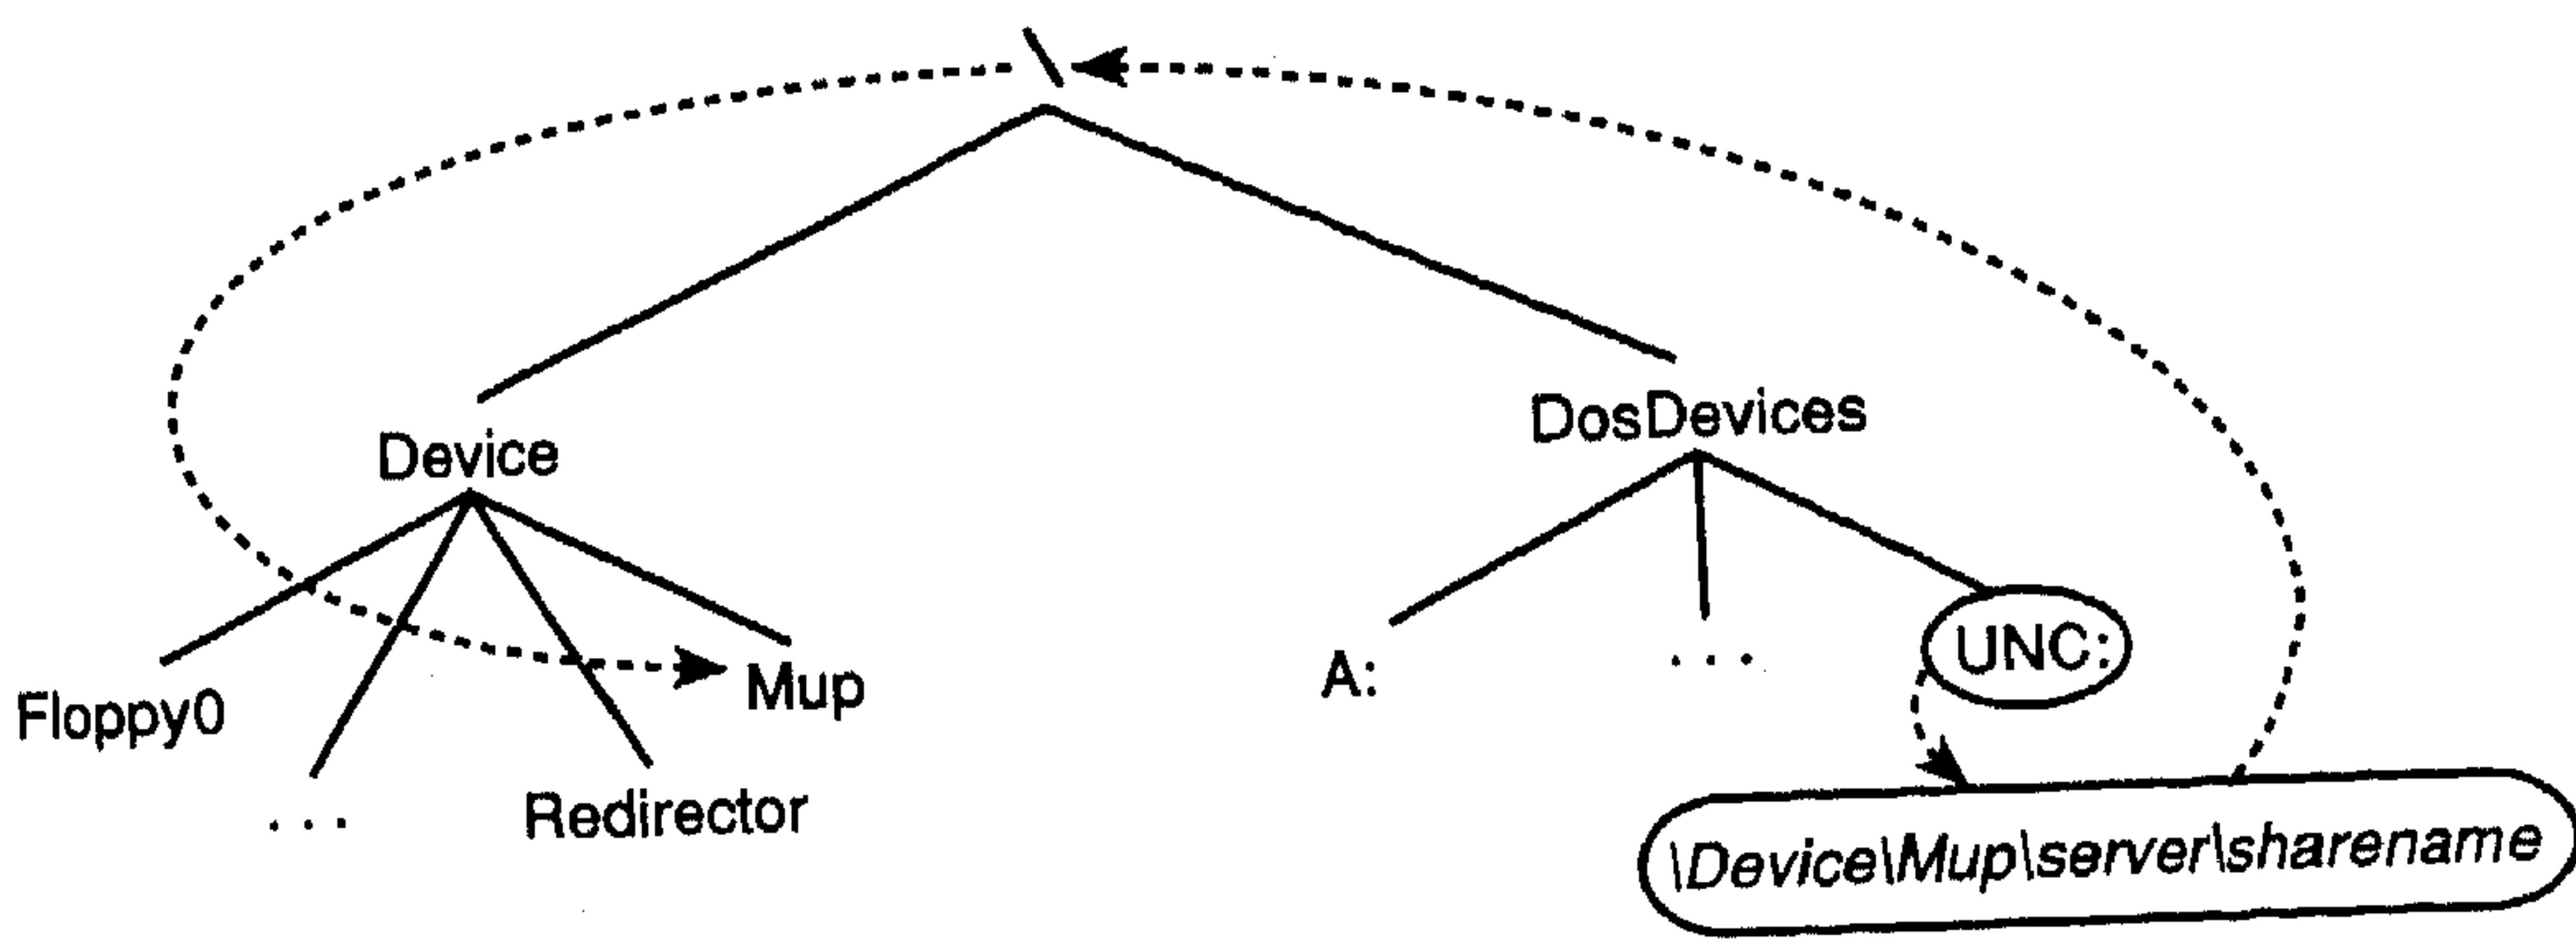 \
Device
DosDevices
Floppy0
...
Redirector
Mup
A:
...
UNC:
\Device\Mup\server\sharename